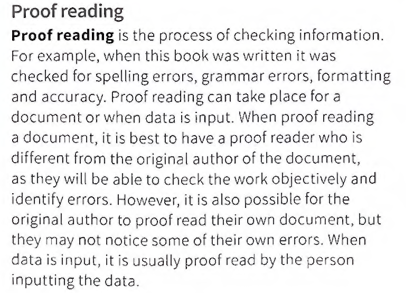 Proof reading
Proof reading is the process of checking information.
For example, when this book was written it was
checked for spelling errors, grammar errors, formatting
and accuracy. Proof reading can take place for a
document or when data is input. When proof reading
a document, it is best to have a proof reader who is
different from the original author of the document,
as they will be able to check the work objectively and
identify errors. However, it is also possible for the
original author to proof read their own document, but
they may not notice some of their own errors. When
data is input, it is usually proof read by the person
inputting the data.